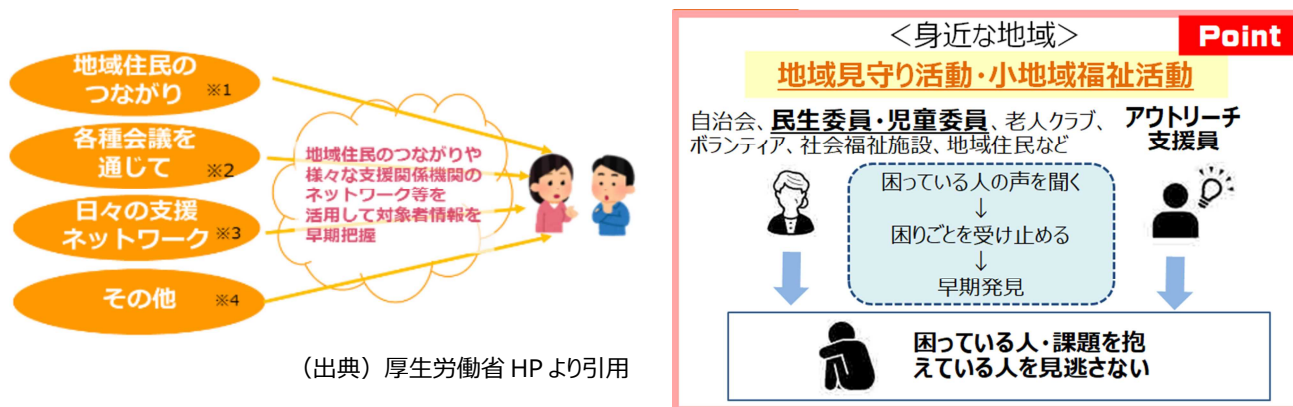 地域住民の
つながり ※1
各種会議を
通じて ※2
日々の支援
ネットワーク ※3
その他 ※4
地域住民のつながりや
様々な支援関係機関の
ネットワーク等を
活用して対象者情報を
早期把握
（出典）厚生労働省 HP より引用
Point
＜身近な地域＞
地域見守り活動・小地域福祉活動
自治会、民生委員・児童委員、老人クラブ、
ボランティア、社会福祉施設、地域住民など
アウトリーチ
支援員
困っている人の声を聞く
↓
困りごとを受け止める
↓
早期発見
困っている人・課題を抱
えている人を見逃さない